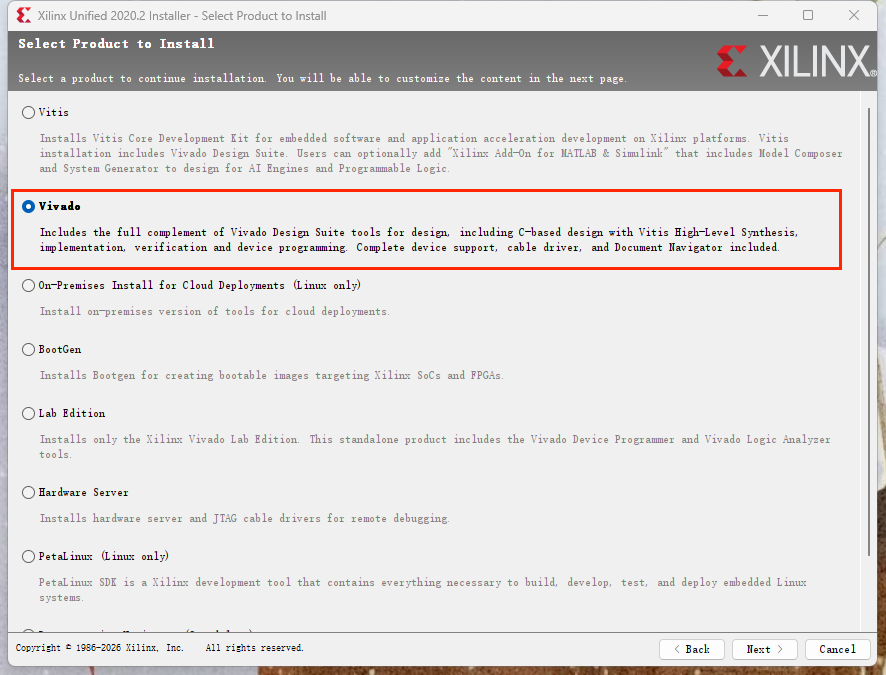 Xilinx Unified 2020.2 Installer - Select Product to Install
Select Product to Install
XILINX®
Select a product to continue installation. You will be able to customize the content in the next page.
Vitis
Installs Vitis Core Development Kit for embedded software and application acceleration development on Xilinx platforms. Vitis
installation includes Vivado Design Suite. Users can optionally add "Xilinx Add-On for MATLAB & Simulink" that includes Model Composer
and System Generator to design for AI Engines and Programmable Logic.
Vivado
Includes the full complement of Vivado Design Suite tools for design, including C-based design with Vitis High-Level Synthesis,
implementation, verification and device programming. Complete device support, cable driver, and Document Navigator included.
On-Premises Install for Cloud Deployments (Linux only)
Install on-premises version of tools for cloud deployments.
BootGen
Installs Bootgen for creating bootable images targeting Xilinx SoCs and FPGAs.
Lab Edition
Installs only the Xilinx Vivado Lab Edition. This standalone product includes the Vivado Device Programmer and Vivado Logic Analyzer
tools.
Hardware Server
Installs hardware server and JTAG cable drivers for remote debugging.
PetaLinux (Linux only)
PetaLinux SDK is a Xilinx development tool that contains everything necessary to build, develop, test, and deploy embedded Linux
systems.
Copyright © 1986-2026 Xilinx, Inc. All rights reserved.
< Back
Next >
Cancel